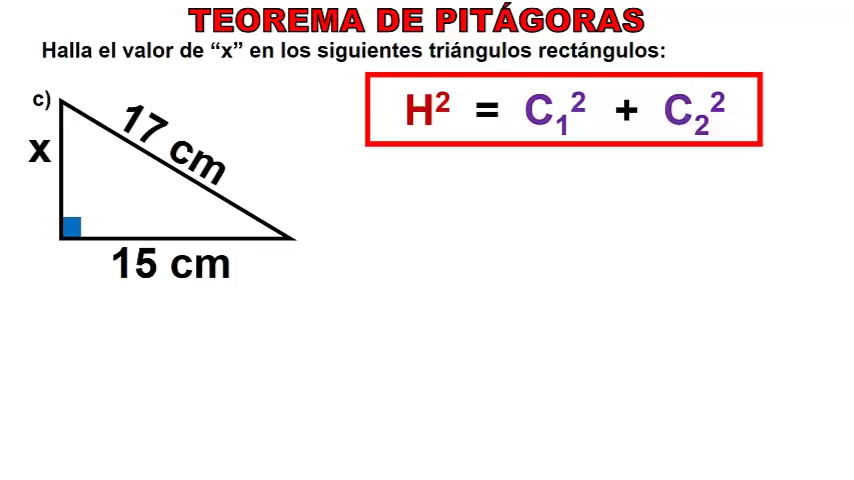 TEOREMA DE PITÁGORAS
Halla el valor de “x” en los siguientes triángulos rectángulos:
c)
H² = C₁² + C₂²
17 cm
x
15 cm